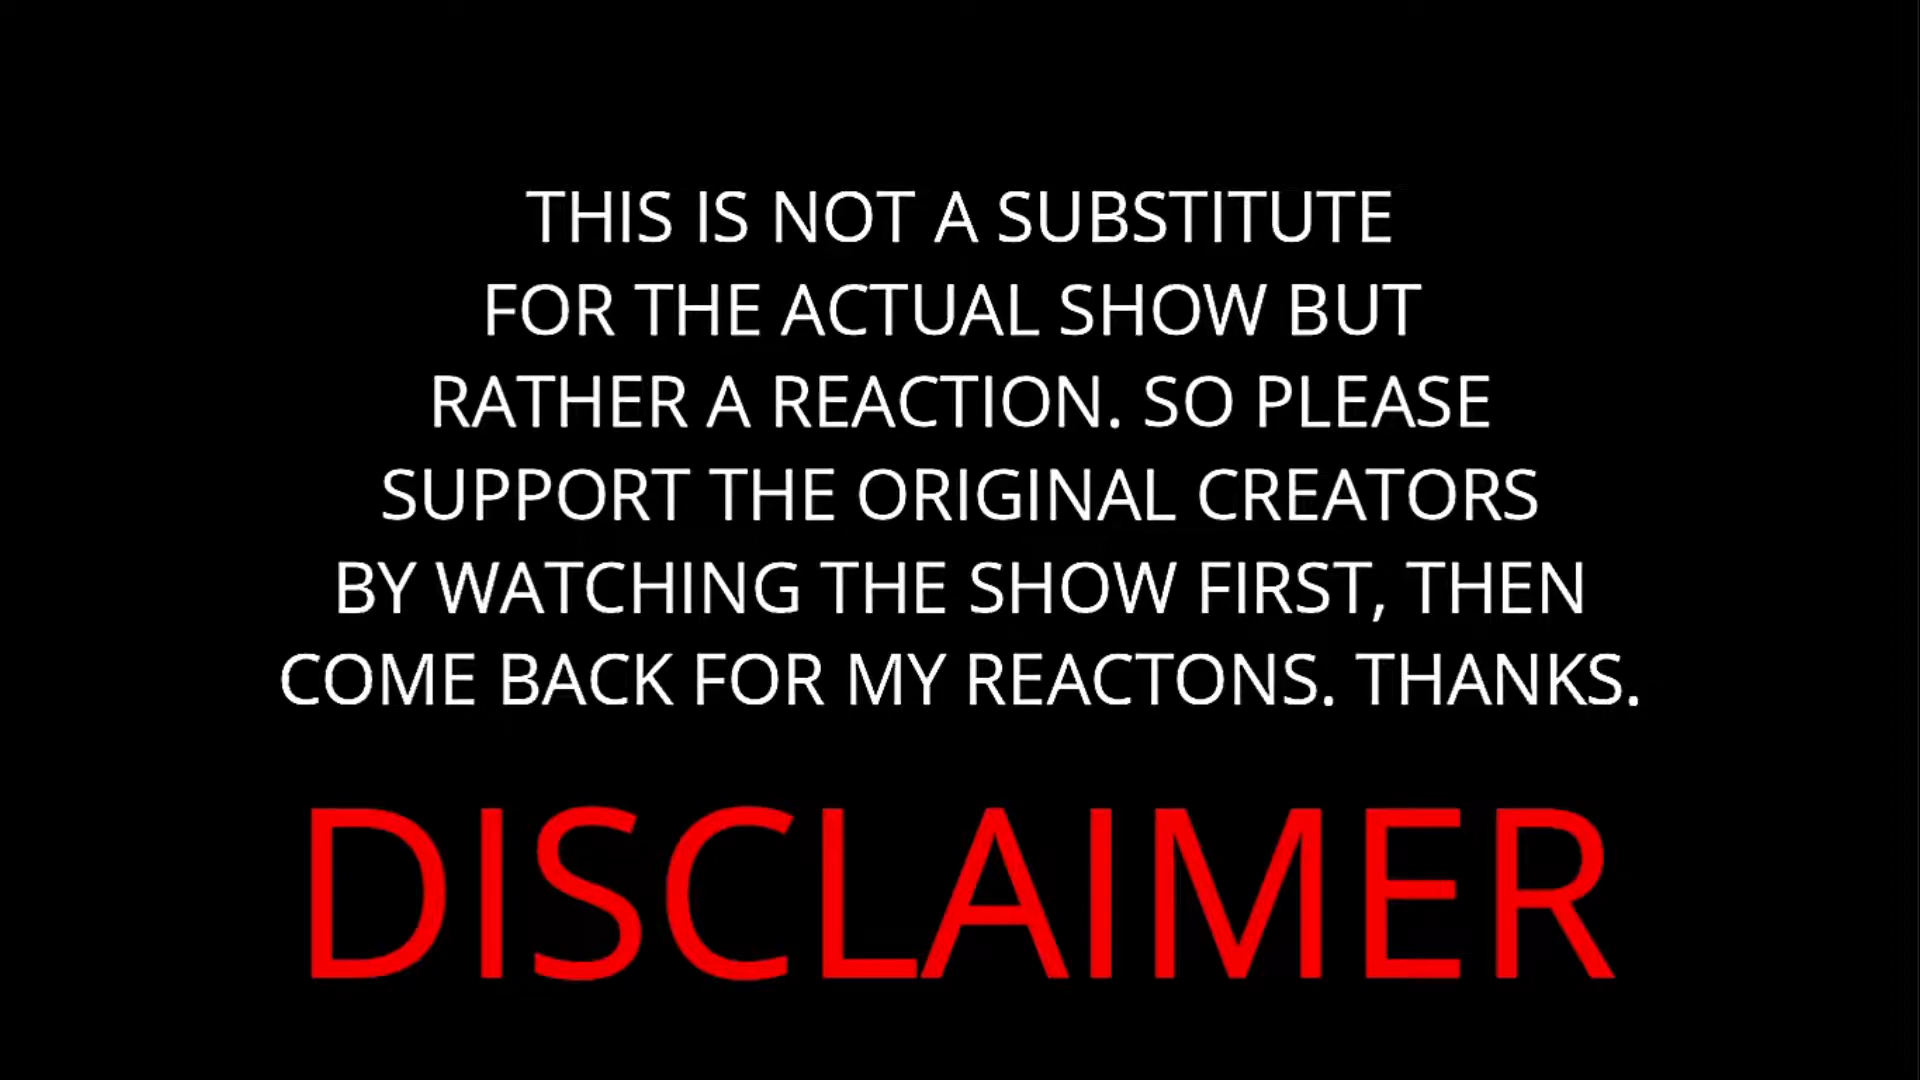 THIS IS NOT A SUBSTITUTE
FOR THE ACTUAL SHOW BUT
RATHER A REACTION. SO PLEASE
SUPPORT THE ORIGINAL CREATORS
BY WATCHING THE SHOW FIRST, THEN
COME BACK FOR MY REACTONS. THANKS.
DISCLAIMER